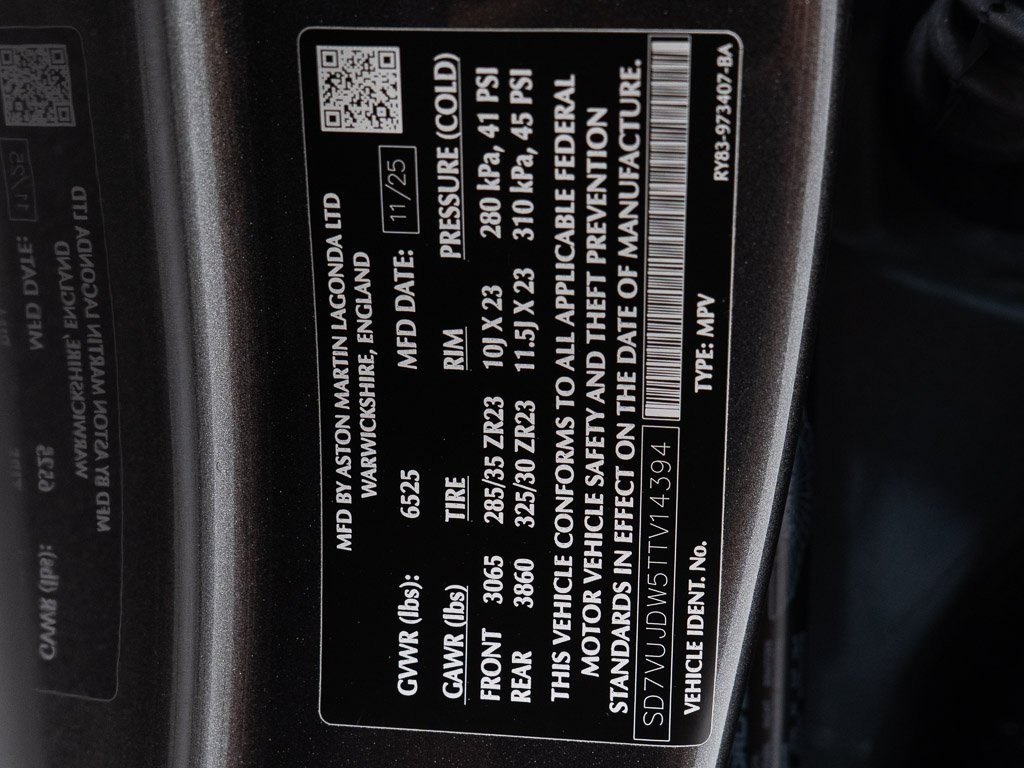 MFD BY ASTON MARTIN LAGONDA LTD
WARWICKSHIRE, ENGLAND
GVWR (lbs): 6525 MFD DATE: 11/25
GAWR (lbs) TIRE RIM PRESSURE (COLD)
FRONT 3065 285/35 ZR23 10J X 23 280 kPa, 41 PSI
REAR 3860 325/30 ZR23 11.5J X 23 310 kPa, 45 PSI
THIS VEHICLE CONFORMS TO ALL APPLICABLE FEDERAL
MOTOR VEHICLE SAFETY AND THEFT PREVENTION
STANDARDS IN EFFECT ON THE DATE OF MANUFACTURE.
SD7VUJDW5TTV14394
VEHICLE IDENT. No. TYPE: MPV RY83-973407-BA